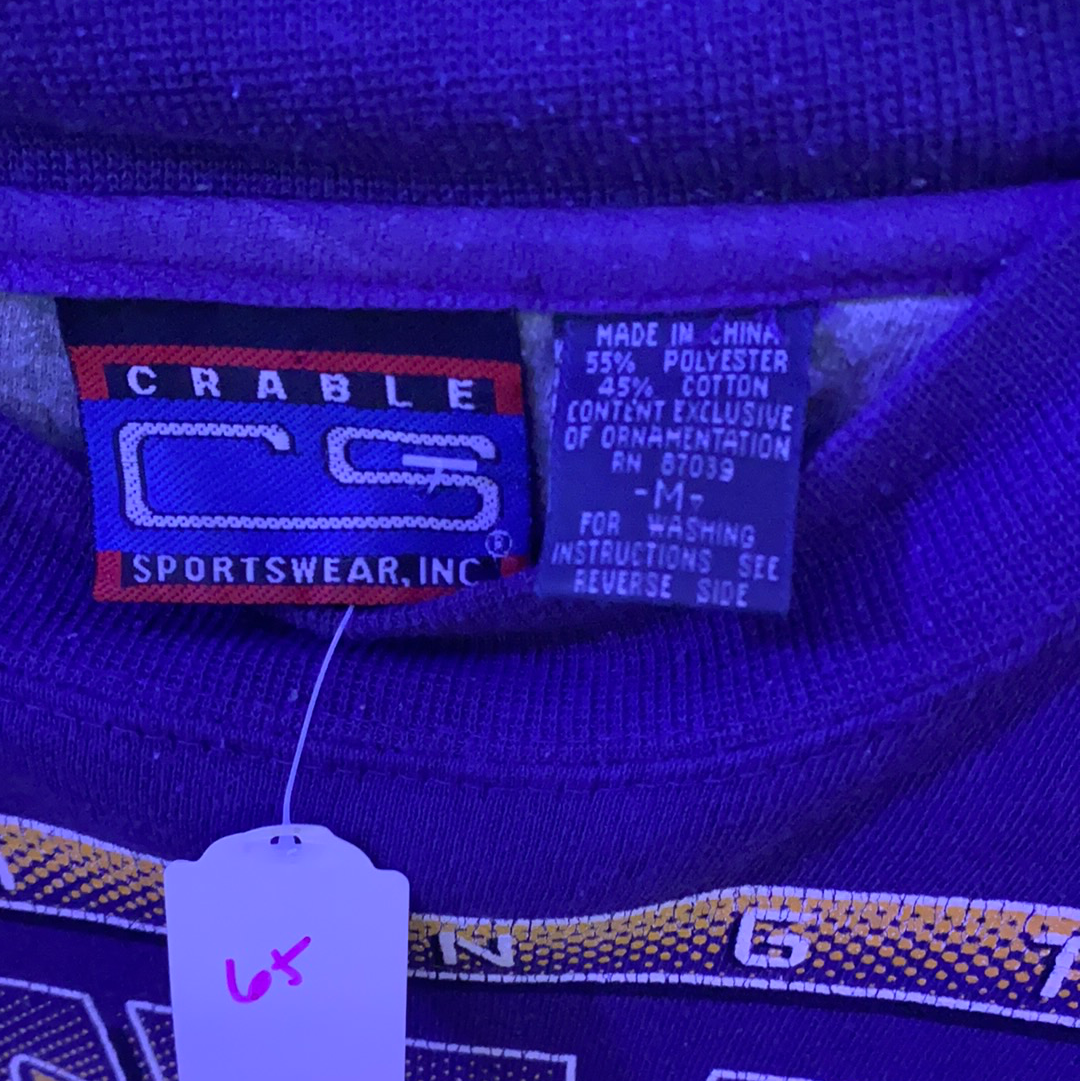 CRABLE
CS
SPORTSWEAR, INC
®
MADE IN CHINA
55% POLYESTER
45% COTTON
CONTENT EXCLUSIVE
OF ORNAMENTATION
RN 87039
-M-
FOR WASHING
INSTRUCTIONS SEE
REVERSE SIDE
65
N G